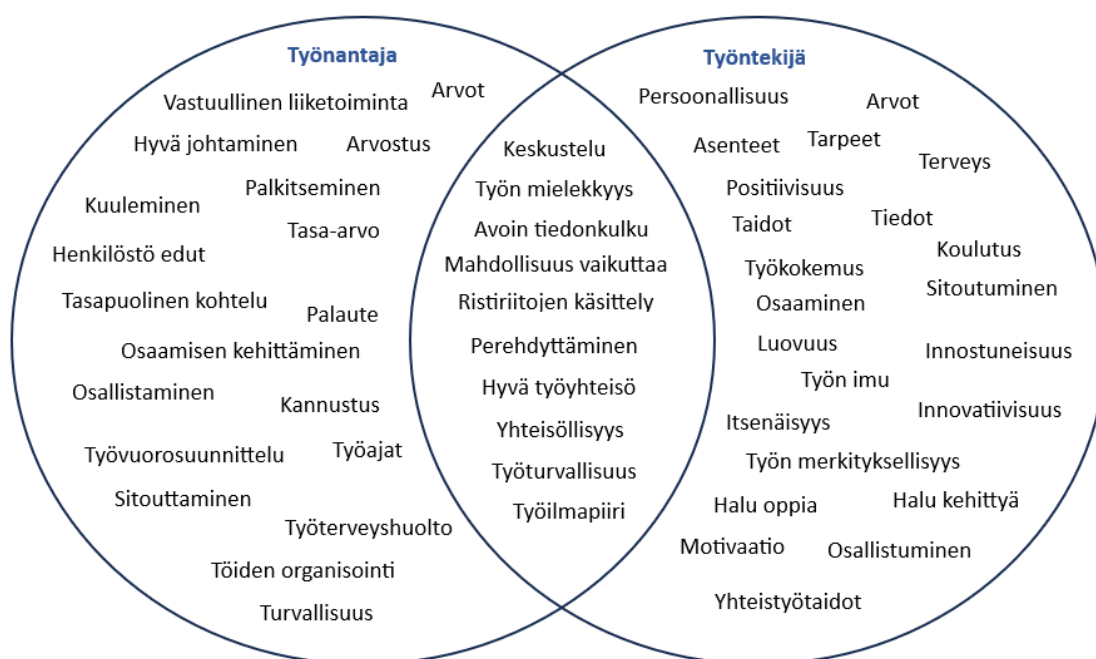 Työnantaja
Vastuullinen liiketoiminta
Arvot
Hyvä johtaminen
Arvostus
Palkitseminen
Kuuleminen
Tasa-arvo
Henkilöstö edut
Tasapuolinen kohtelu
Palaute
Osaamisen kehittäminen
Osallistaminen
Kannustus
Työvuorosuunnittelu
Työajat
Sitouttaminen
Työterveyshuolto
Töiden organisointi
Turvallisuus
Keskustelu
Työn mielekkyys
Avoin tiedonkulku
Mahdollisuus vaikuttaa
Ristiriitojen käsittely
Perehdyttäminen
Hyvä työyhteisö
Yhteisöllisyys
Työturvallisuus
Työilmapiiri
Työntekijä
Persoonallisuus
Arvot
Asenteet
Tarpeet
Terveys
Positiivisuus
Taidot
Tiedot
Koulutus
Työkokemus
Sitoutuminen
Osaaminen
Luovuus
Innostuneisuus
Työn imu
Innovatiivisuus
Itsenäisyys
Työn merkityksellisyys
Halu oppia
Halu kehittyä
Motivaatio
Osallistuminen
Yhteistyötaidot